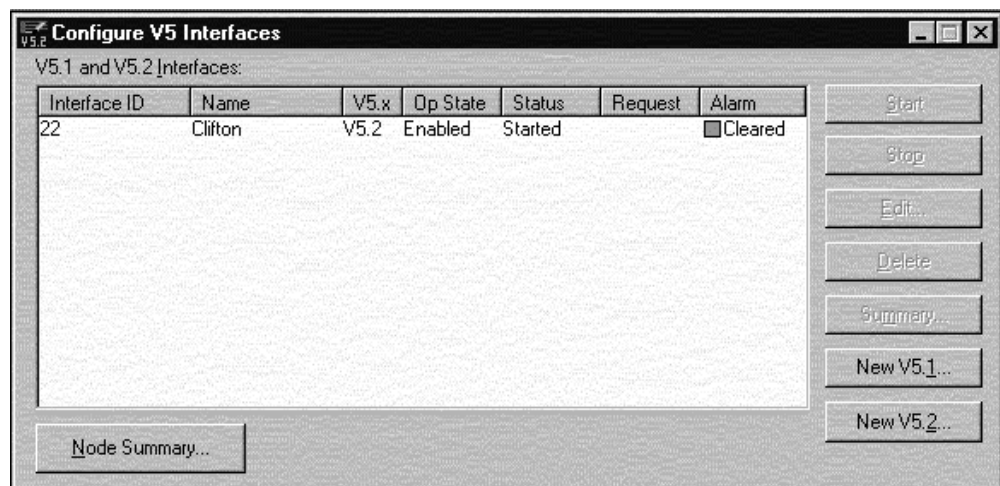 V5.2 Configure V5 Interfaces
V5.1 and V5.2 Interfaces:
Interface ID Name V5.x Op State Status Request Alarm
22 Clifton V5.2 Enabled Started Cleared
Start
Stop
Edit...
Delete
Summary...
New V5.1...
New V5.2...
Node Summary...